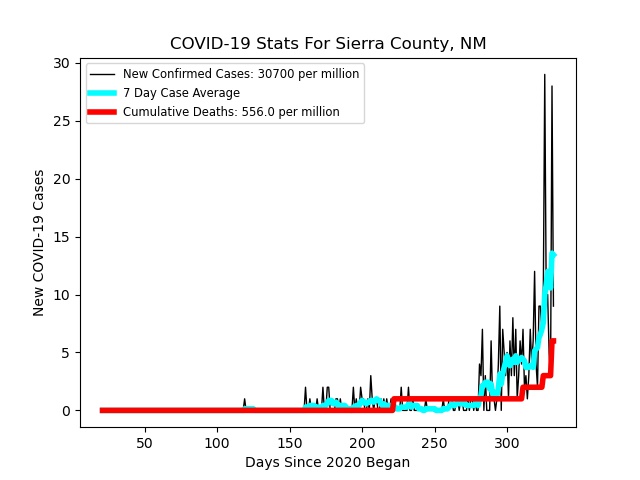 COVID-19 Stats For Sierra County, NM
New Confirmed Cases: 30700 per million
7 Day Case Average
Cumulative Deaths: 556.0 per million
New COVID-19 Cases
30
25
20
15
10
5
0
50 100 150 200 250 300
Days Since 2020 Began